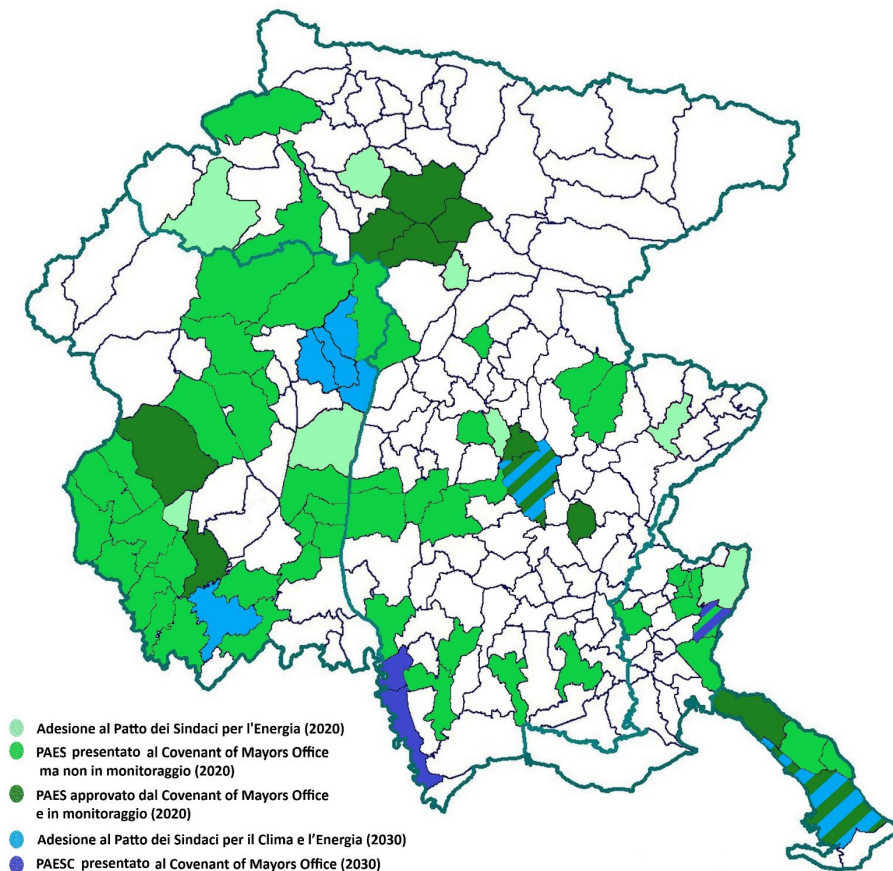 Adesione al Patto dei Sindaci per l'Energia (2020)
PAES presentato al Covenant of Mayors Office
ma non in monitoraggio (2020)
PAES approvato dal Covenant of Mayors Office
e in monitoraggio (2020)
Adesione al Patto dei Sindaci per il Clima e l'Energia (2030)
PAESC presentato al Covenant of Mayors Office (2030)